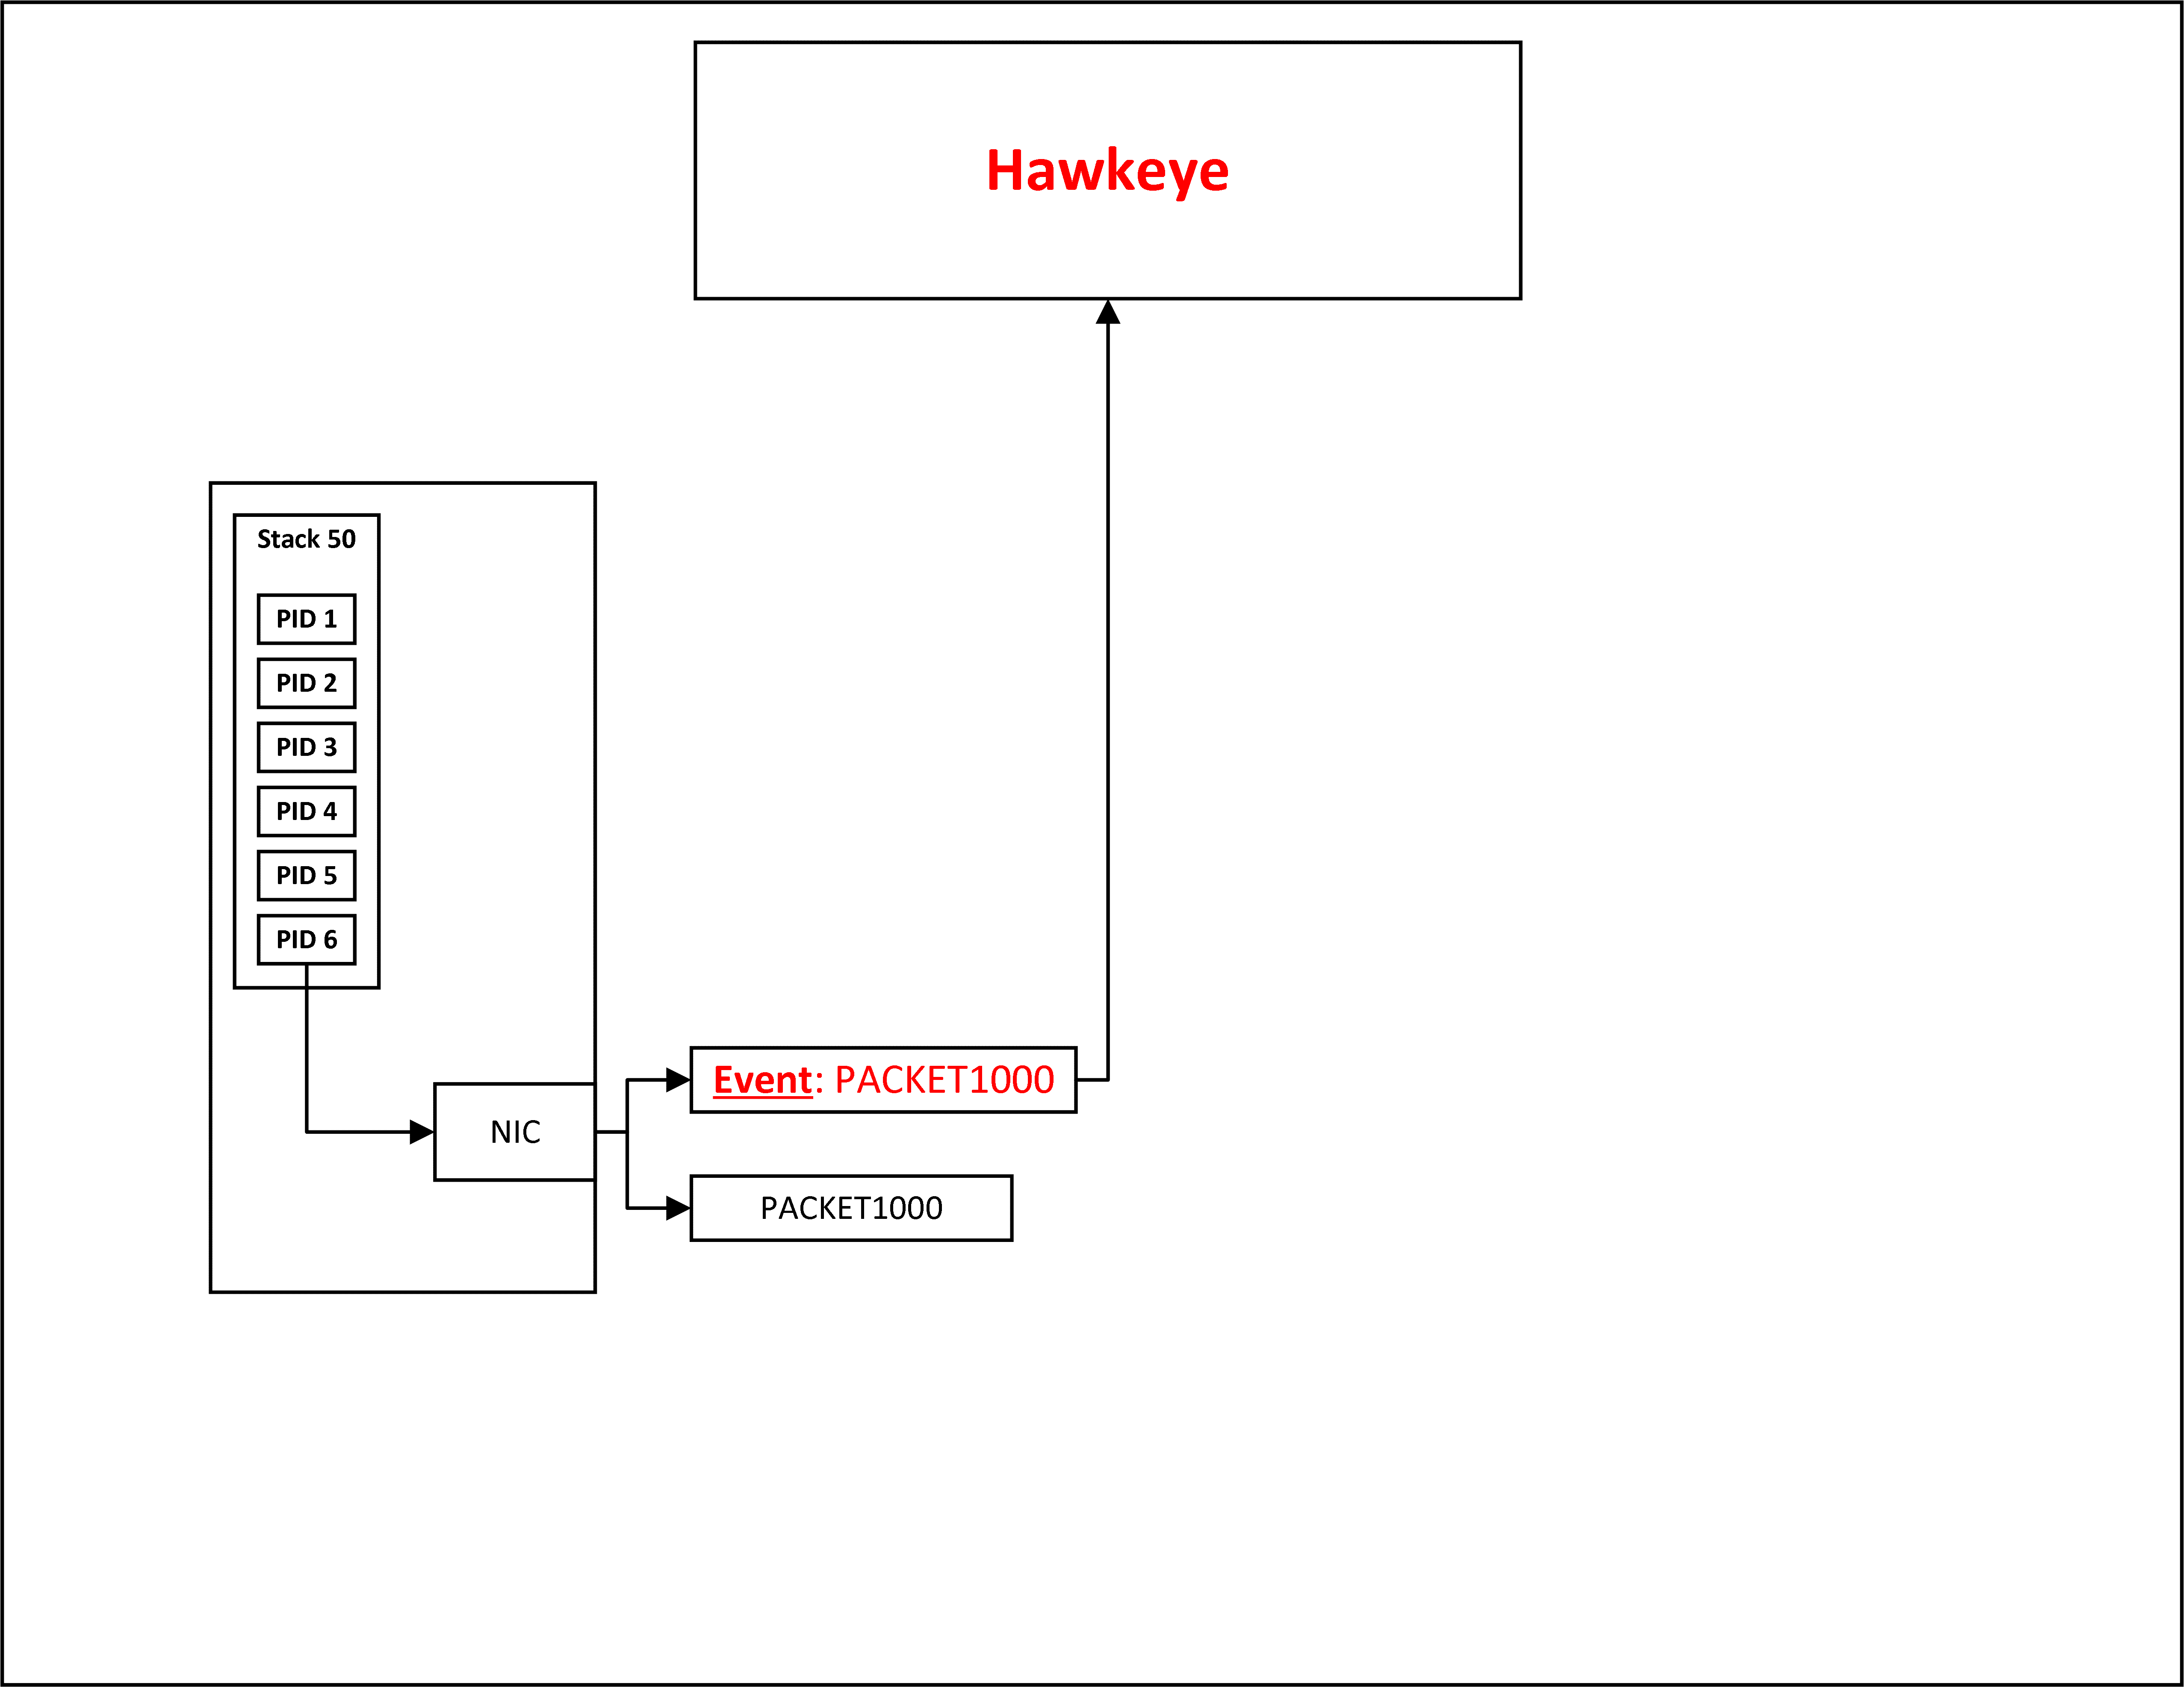 Hawkeye
Stack 50
PID 1
PID 2
PID 3
PID 4
PID 5
PID 6
Event: PACKET1000
NIC
PACKET1000